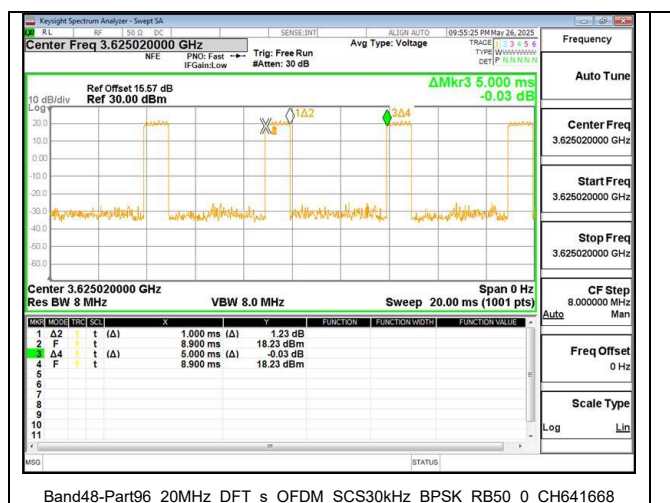 Keysight Spectrum Analyzer - Swept SA
RL RF 50 Ω DC SENSE:INT ALIGN AUTO 09:55:25 PM May 26, 2025
Center Freq 3.625020000 GHz
NFE
PNO: Fast
IFGain:Low
Trig: Free Run
#Atten: 30 dB
Avg Type: Voltage
TRACE 1 2 3 4 5 6
TYPE WWWWWWW
DET P N N N N N
Ref Offset 15.57 dB
10 dB/div Ref 30.00 dBm
ΔMkr3 5.000 ms
-0.03 dB
Log
20.0
10.0
0.00
-10.0
-20.0
-30.0
-40.0
-50.0
-60.0
1Δ2
3Δ4
Center 3.625020000 GHz Span 0 Hz
Res BW 8 MHz VBW 8.0 MHz Sweep 20.00 ms (1001 pts)
MKR MODE TRC SCL X Y FUNCTION FUNCTION WIDTH FUNCTION VALUE
1 Δ2 1 t (Δ) 1.000 ms (Δ) 1.23 dB
2 F 1 t 8.900 ms 18.23 dBm
3 Δ4 1 t (Δ) 5.000 ms (Δ) -0.03 dB
4 F 1 t 8.900 ms 18.23 dBm
5
6
7
8
9
10
11
MSG STATUS
Frequency
Auto Tune
Center Freq
3.625020000 GHz
Start Freq
3.625020000 GHz
Stop Freq
3.625020000 GHz
CF Step
8.000000 MHz
Auto Man
Freq Offset
0 Hz
Scale Type
Log Lin
Band48-Part96_20MHz_DFT_s_OFDM_SCS30kHz_BPSK_RB50_0_CH641668